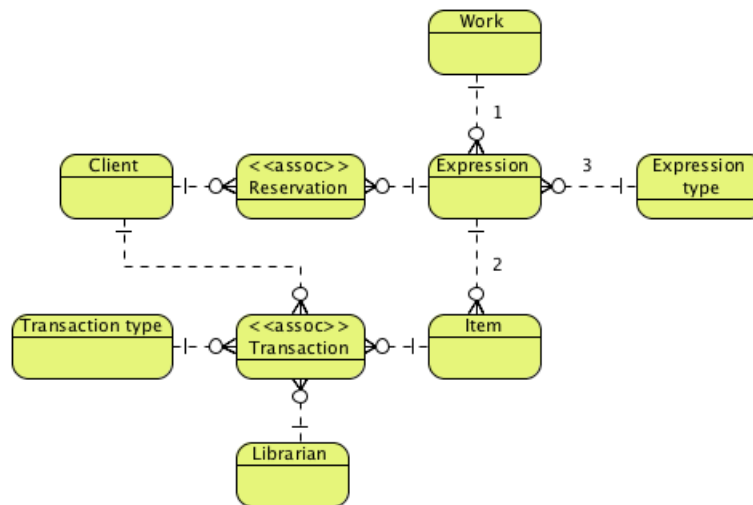 Work
1
Client
<<assoc>>
Reservation
Expression
3
Expression
type
2
Transaction type
<<assoc>>
Transaction
Item
Librarian